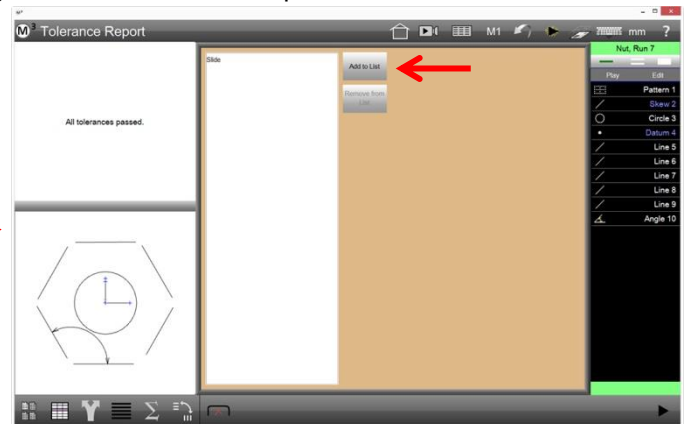 M³
M³ Tolerance Report
M1
mm
?
Nut, Run 7
Play Edit
All tolerances passed.
Slide
Add to List
Remove from
List
Pattern 1
Skew 2
Circle 3
Datum 4
Line 5
Line 6
Line 7
Line 8
Line 9
Angle 10